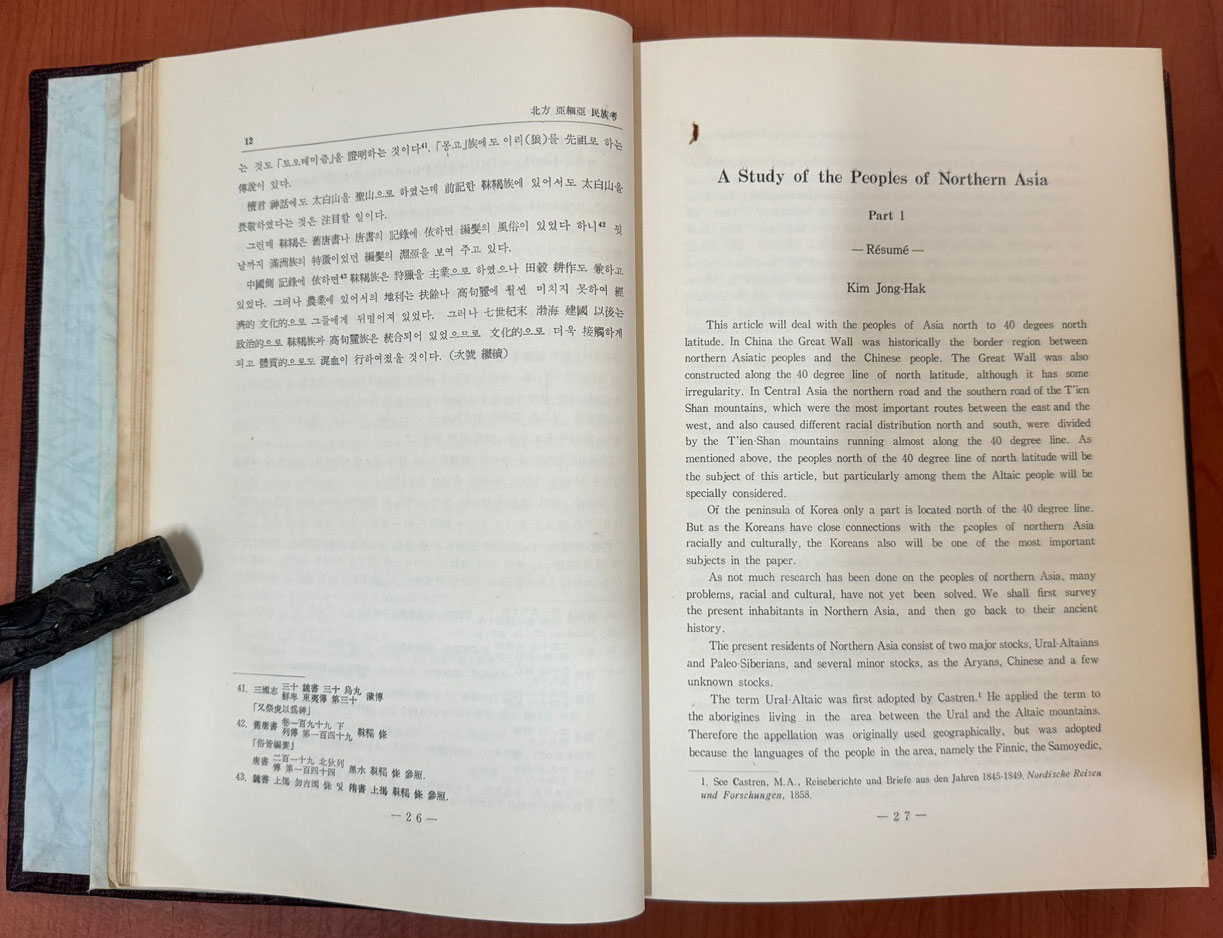 12
北方 亞細亞 民族考
는 것도 「토오테미즘」을 證明하는 것이다⁴¹. 「몽고」族에도 이리(狼)를 先祖로 하는
傳說이 있다.
檀君 神話에도 太白山을 聖山으로 하였는데 前記한 靺鞨族에 있어서도 太白山을
畏敬하였다는 것은 注目할 일이다.
그런데 靺鞨은 舊唐書나 唐書의 記錄에 依하면 編髮의 風俗이 있었다 하니⁴² 뒷
날까지 滿洲族의 特徵이었던 編髮의 淵源을 보여 주고 있다.
中國側 記錄에 依하면⁴³ 靺鞨族은 狩獵을 主業으로 하였으나 田穀 耕作도 兼하고
있었다. 그러나 農業에 있어서의 地利는 扶餘나 高句麗에 훨씬 미치지 못하여 經
濟的 文化的으로 그들에게 뒤떨어져 있었다. 그러나 七世紀末 渤海 建國 以後는
政治的으로 靺鞨族과 高句麗族은 統合되어 있었으므로 文化的으로 더욱 接觸하게
되고 體質的으로도 混血이 行하여졌을 것이다. (次號 繼續)
41. 三國志 三十 魏書 三十 烏丸
鮮卑 東夷傳 第三十 濊傳
「又祭虎以爲神」
42. 舊唐書 卷一百九十九 下
列傳 第一百四十九 靺鞨 條
「俗皆編髮」
唐書 二百一十九 北狄列
傳 第一百四十四 黑水 靺鞨 條 參照.
43. 魏書 上揭 勿吉國 條 및 隋書 上揭 靺鞨 條 參照.
— 2 6 —
A Study of the Peoples of Northern Asia
Part 1
— Résumé —
Kim Jong-Hak
This article will deal with the peoples of Asia north to 40 degees north
latitude. In China the Great Wall was historically the border region between
northern Asiatic peoples and the Chinese people. The Great Wall was also
constructed along the 40 degree line of north latitude, although it has some
irregularity. In Central Asia the northern road and the southern road of the T'ien
Shan mountains, which were the most important routes between the east and the
west, and also caused different racial distribution north and south, were divided
by the T'ien-Shan mountains running almost along the 40 degree line. As
mentioned above, the peoples north of the 40 degree line of north latitude will be
the subject of this article, but particularly among them the Altaic people will be
specially considered.
Of the peninsula of Korea only a part is located north of the 40 degree line.
But as the Koreans have close connections with the peoples of northern Asia
racially and culturally, the Koreans also will be one of the most important
subjects in the paper.
As not much research has been done on the peoples of northern Asia, many
problems, racial and cultural, have not yet been solved. We shall first survey
the present inhabitants in Northern Asia, and then go back to their ancient
history.
The present residents of Northern Asia consist of two major stocks, Ural-Altaians
and Paleo-Siberians, and several minor stocks, as the Aryans, Chinese and a few
unknown stocks.
The term Ural-Altaic was first adopted by Castren.¹ He applied the term to
the aborigines living in the area between the Ural and the Altaic mountains.
Therefore the appellation was originally used geographically, but was adopted
because the languages of the people in the area, namely the Finnic, the Samoyedic,
1. See Castren, M.A., Reiseberichte und Briefe aus den Jahren 1845-1849. Nordische Reisen
und Forschungen, 1858.
— 2 7 —